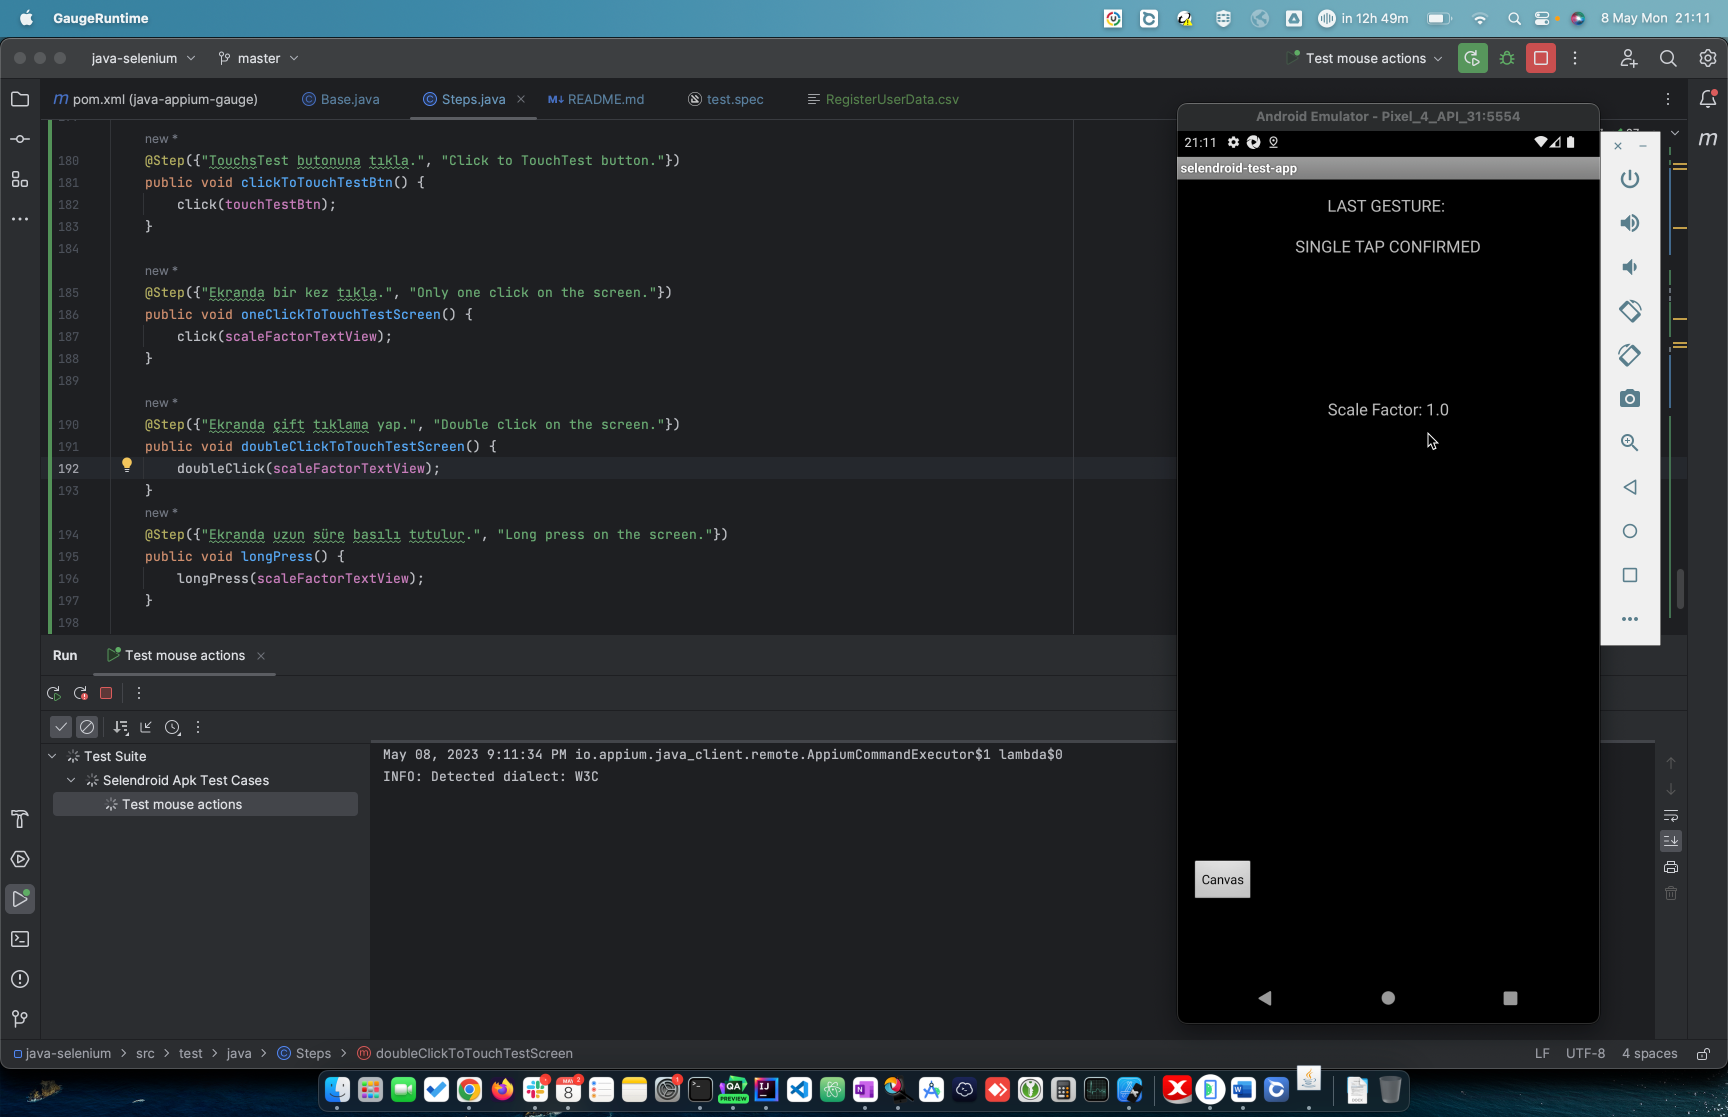 GaugeRuntime
in 12h 49m
8 May Mon 21:11
java-selenium
master
Test mouse actions
pom.xml (java-appium-gauge)
Base.java
Steps.java
README.md
test.spec
RegisterUserData.csv
new *
180 @Step({"TouchsTest butonuna tıkla.", "Click to TouchTest button."})
181 public void clickToTouchTestBtn() {
182 click(touchTestBtn);
183 }
184
new *
185 @Step({"Ekranda bir kez tıkla.", "Only one click on the screen."})
186 public void oneClickToTouchTestScreen() {
187 click(scaleFactorTextView);
188 }
189
new *
190 @Step({"Ekranda çift tıklama yap.", "Double click on the screen."})
191 public void doubleClickToTouchTestScreen() {
192 doubleClick(scaleFactorTextView);
193 }
new *
194 @Step({"Ekranda uzun süre basılı tutulur.", "Long press on the screen."})
195 public void longPress() {
196 longPress(scaleFactorTextView);
197 }
198
Android Emulator - Pixel_4_API_31:5554
21:11
selendroid-test-app
LAST GESTURE:
SINGLE TAP CONFIRMED
Scale Factor: 1.0
Canvas
Run
Test mouse actions
Test Suite
Selendroid Apk Test Cases
Test mouse actions
May 08, 2023 9:11:34 PM io.appium.java_client.remote.AppiumCommandExecutor$1 lambda$0
INFO: Detected dialect: W3C
java-selenium > src > test > java > Steps > doubleClickToTouchTestScreen
LF UTF-8 4 spaces